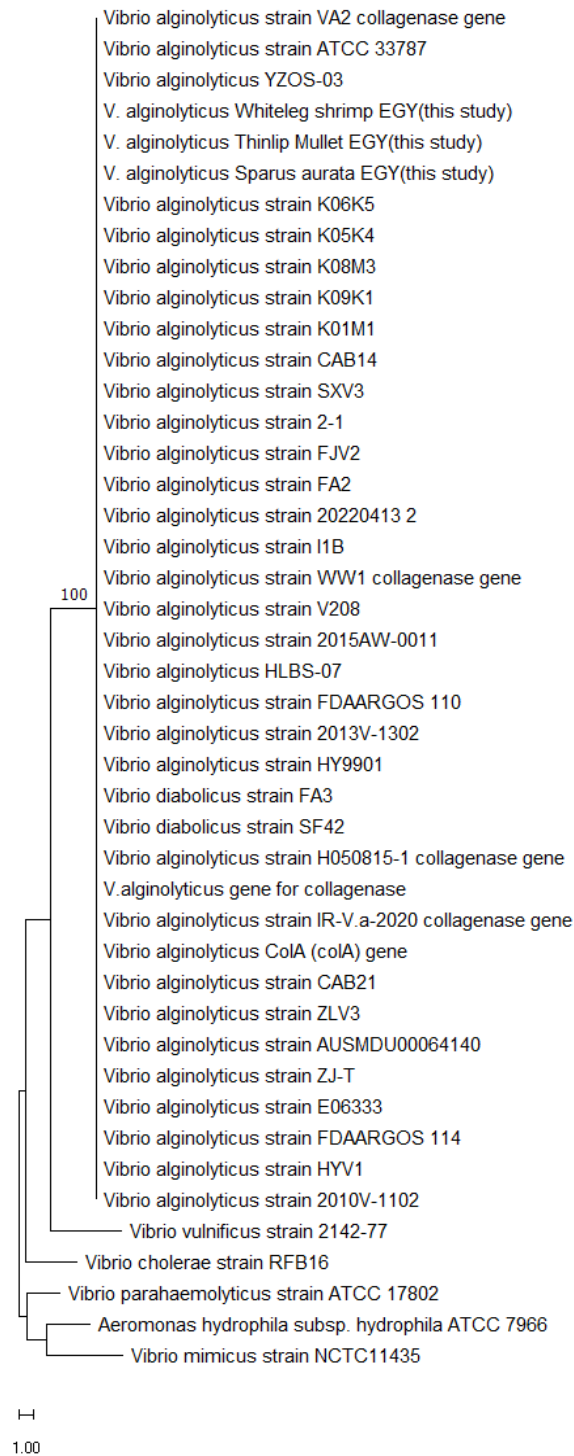 Vibrio alginolyticus strain VA2 collagenase gene
Vibrio alginolyticus strain ATCC 33787
Vibrio alginolyticus YZOS-03
V. alginolyticus Whiteleg shrimp EGY(this study)
V. alginolyticus Thinlip Mullet EGY(this study)
V. alginolyticus Sparus aurata EGY(this study)
Vibrio alginolyticus strain K06K5
Vibrio alginolyticus strain K05K4
Vibrio alginolyticus strain K08M3
Vibrio alginolyticus strain K09K1
Vibrio alginolyticus strain K01M1
Vibrio alginolyticus strain CAB14
Vibrio alginolyticus strain SXV3
Vibrio alginolyticus strain 2-1
Vibrio alginolyticus strain FJV2
Vibrio alginolyticus strain FA2
Vibrio alginolyticus strain 20220413 2
Vibrio alginolyticus strain I1B
Vibrio alginolyticus strain WW1 collagenase gene
100
Vibrio alginolyticus strain V208
Vibrio alginolyticus strain 2015AW-0011
Vibrio alginolyticus HLBS-07
Vibrio alginolyticus strain FDAARGOS 110
Vibrio alginolyticus strain 2013V-1302
Vibrio alginolyticus strain HY9901
Vibrio diabolicus strain FA3
Vibrio diabolicus strain SF42
Vibrio alginolyticus strain H050815-1 collagenase gene
V.alginolyticus gene for collagenase
Vibrio alginolyticus strain IR-V.a-2020 collagenase gene
Vibrio alginolyticus ColA (colA) gene
Vibrio alginolyticus strain CAB21
Vibrio alginolyticus strain ZLV3
Vibrio alginolyticus strain AUSMDU00064140
Vibrio alginolyticus strain ZJ-T
Vibrio alginolyticus strain E06333
Vibrio alginolyticus strain FDAARGOS 114
Vibrio alginolyticus strain HYV1
Vibrio alginolyticus strain 2010V-1102
Vibrio vulnificus strain 2142-77
Vibrio cholerae strain RFB16
Vibrio parahaemolyticus strain ATCC 17802
Aeromonas hydrophila subsp. hydrophila ATCC 7966
Vibrio mimicus strain NCTC11435
1.00